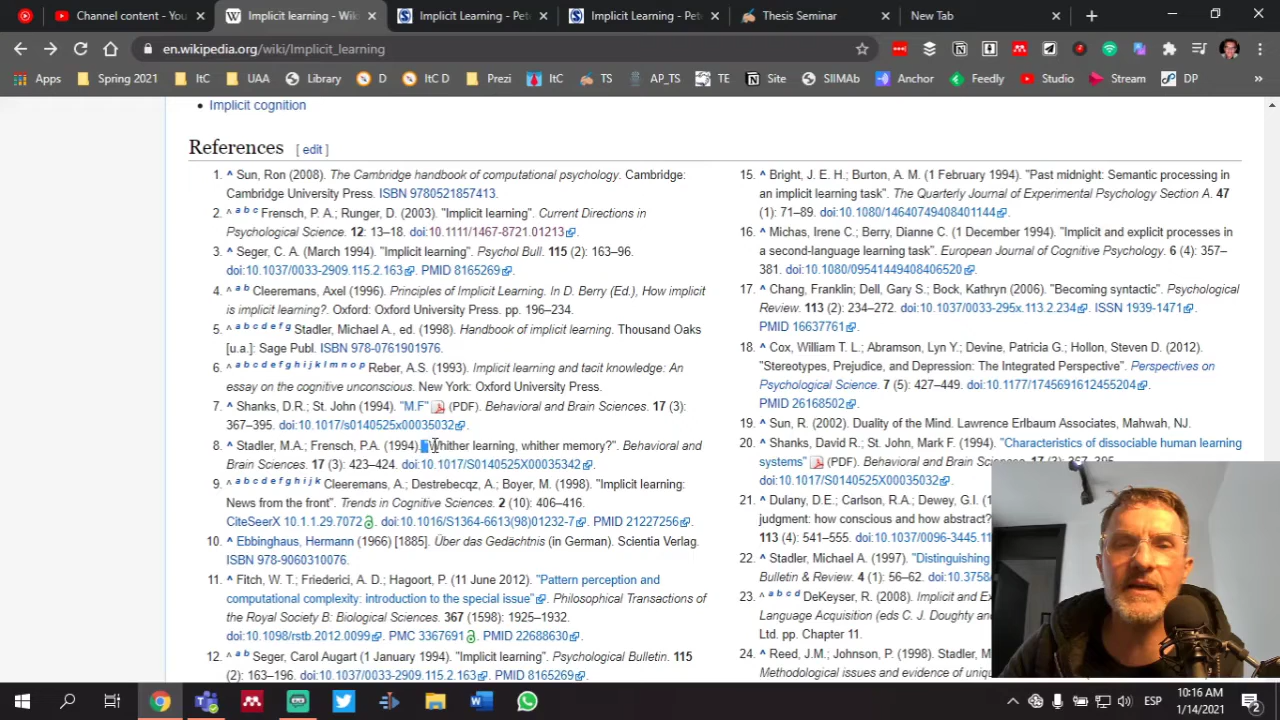 Channel content - You
Implicit learning - Wiki
Implicit Learning - Pete
Implicit Learning - Pete
Thesis Seminar
New Tab
en.wikipedia.org/wiki/Implicit_learning
Apps
Spring 2021
ItC
UAA
Library
D
ItC D
Prezi
ItC
TS
AP_TS
TE
Site
SIIMAb
Anchor
Feedly
Studio
Stream
DP
»
• Implicit cognition
References [ edit ]
1. ^ Sun, Ron (2008). The Cambridge handbook of computational psychology. Cambridge:
Cambridge University Press. ISBN 9780521857413.
2. ^ a b c Frensch, P. A.; Runger, D. (2003). "Implicit learning". Current Directions in
Psychological Science. 12: 13–18. doi:10.1111/1467-8721.01213.
3. ^ Seger, C. A. (March 1994). "Implicit learning". Psychol Bull. 115 (2): 163–96.
doi:10.1037/0033-2909.115.2.163. PMID 8165269.
4. ^ a b Cleeremans, Axel (1996). Principles of Implicit Learning. In D. Berry (Ed.), How implicit
is implicit learning?. Oxford: Oxford University Press. pp. 196–234.
5. ^ a b c d e f g Stadler, Michael A., ed. (1998). Handbook of implicit learning. Thousand Oaks
[u.a.]: Sage Publ. ISBN 978-0761901976.
6. ^ a b c d e f g h i j k l m n o p Reber, A.S. (1993). Implicit learning and tacit knowledge: An
essay on the cognitive unconscious. New York: Oxford University Press.
7. ^ Shanks, D.R.; St. John (1994). "M.F" (PDF). Behavioral and Brain Sciences. 17 (3):
367–395. doi:10.1017/s0140525x00035032.
8. ^ Stadler, M.A.; Frensch, P.A. (1994). "Whither learning, whither memory?". Behavioral and
Brain Sciences. 17 (3): 423–424. doi:10.1017/S0140525X00035342.
9. ^ a b c d e f g h i j k Cleeremans, A.; Destrebecqz, A.; Boyer, M. (1998). "Implicit learning:
News from the front". Trends in Cognitive Sciences. 2 (10): 406–416.
CiteSeerX 10.1.1.29.7072. doi:10.1016/S1364-6613(98)01232-7. PMID 21227256.
10. ^ Ebbinghaus, Hermann (1966) [1885]. Über das Gedächtnis (in German). Scientia Verlag.
ISBN 978-9060310076.
11. ^ Fitch, W. T.; Friederici, A. D.; Hagoort, P. (11 June 2012). "Pattern perception and
computational complexity: introduction to the special issue". Philosophical Transactions of
the Royal Society B: Biological Sciences. 367 (1598): 1925–1932.
doi:10.1098/rstb.2012.0099. PMC 3367691. PMID 22688630.
12. ^ a b Seger, Carol Augart (1 January 1994). "Implicit learning". Psychological Bulletin. 115
(2): 163–196. doi:10.1037/0033-2909.115.2.163. PMID 8165269.
15. ^ Bright, J. E. H.; Burton, A. M. (1 February 1994). "Past midnight: Semantic processing in
an implicit learning task". The Quarterly Journal of Experimental Psychology Section A. 47
(1): 71–89. doi:10.1080/14640749408401144.
16. ^ Michas, Irene C.; Berry, Dianne C. (1 December 1994). "Implicit and explicit processes in
a second-language learning task". European Journal of Cognitive Psychology. 6 (4): 357–
381. doi:10.1080/09541449408406520.
17. ^ Chang, Franklin; Dell, Gary S.; Bock, Kathryn (2006). "Becoming syntactic". Psychological
Review. 113 (2): 234–272. doi:10.1037/0033-295x.113.2.234. ISSN 1939-1471.
PMID 16637761.
18. ^ Cox, William T. L.; Abramson, Lyn Y.; Devine, Patricia G.; Hollon, Steven D. (2012).
"Stereotypes, Prejudice, and Depression: The Integrated Perspective". Perspectives on
Psychological Science. 7 (5): 427–449. doi:10.1177/1745691612455204.
PMID 26168502.
19. ^ Sun, R. (2002). Duality of the Mind. Lawrence Erlbaum Associates, Mahwah, NJ.
20. ^ Shanks, David R.; St. John, Mark F. (1994). "Characteristics of dissociable human learning
systems" (PDF). Behavioral and Brain Sciences. 17 (3): 367–395.
doi:10.1017/S0140525X00035032.
21. ^ Dulany, D.E.; Carlson, R.A.; Dewey, G.I. (1
judgment: how conscious and how abstract?
113 (4): 541–555. doi:10.1037/0096-3445.11
22. ^ Stadler, Michael A. (1997). "Distinguishing
Bulletin & Review. 4 (1): 56–62. doi:10.3758
23. ^ a b c d DeKeyser, R. (2008). Implicit and Ex
Language Acquisition (eds C. J. Doughty an
Ltd. pp. Chapter 11.
24. ^ Reed, J.M.; Johnson, P. (1998). Stadler, M
Methodological issues and evidence of uniq
ESP
10:16 AM
1/14/2021
2